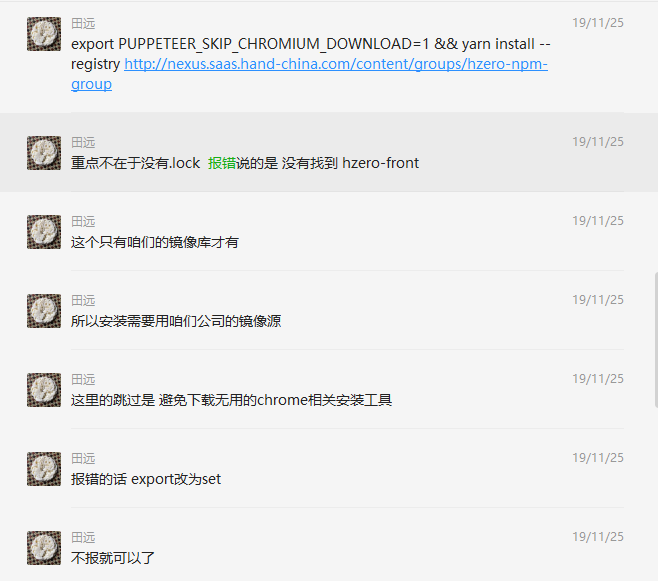 田远
19/11/25
export PUPPETEER_SKIP_CHROMIUM_DOWNLOAD=1 && yarn install --
registry http://nexus.saas.hand-china.com/content/groups/hzero-npm-
group
田远
19/11/25
重点不在于没有.lock  报错说的是 没有找到 hzero-front
田远
19/11/25
这个只有咱们的镜像库才有
田远
19/11/25
所以安装需要用咱们公司的镜像源
田远
19/11/25
这里的跳过是 避免下载无用的chrome相关安装工具
田远
19/11/25
报错的话 export改为set
田远
19/11/25
不报就可以了